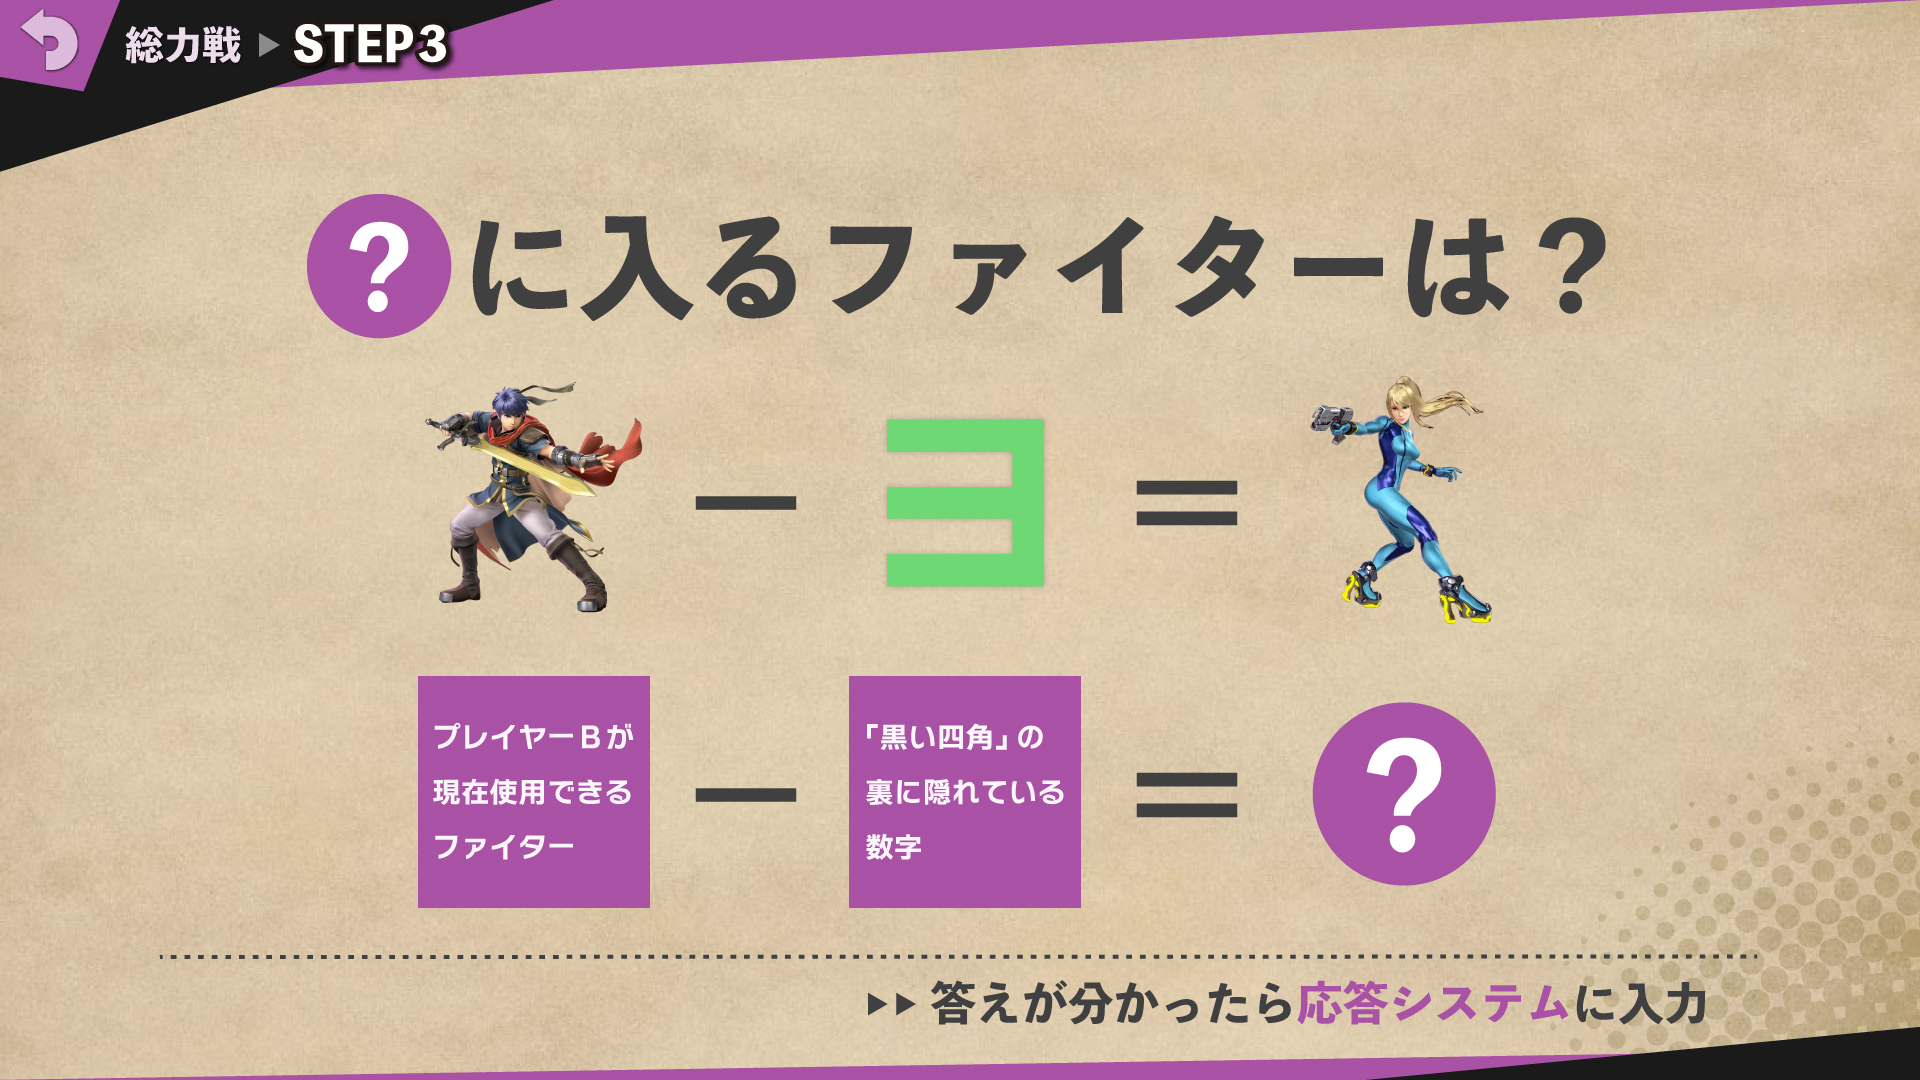 総力戦 ▶ STEP3
?に入るファイターは?
− 3 =
プレイヤーBが
現在使用できる
ファイター
−
「黒い四角」の
裏に隠れている
数字
= ?
▶▶ 答えが分かったら応答システムに入力